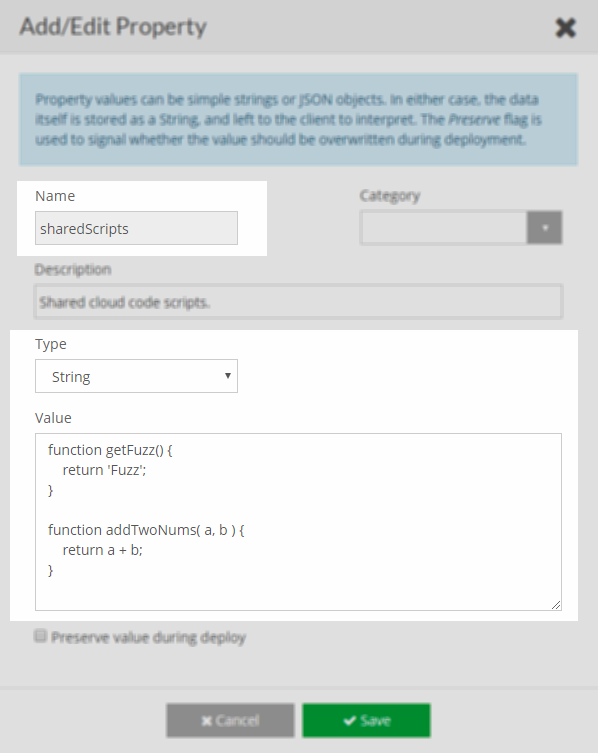 Add/Edit Property
Property values can be simple strings or JSON objects. In either case, the data
itself is stored as a String, and left to the client to interpret. The Preserve flag is
used to signal whether the value should be overwritten during deployment.
Name
Category
sharedScripts
Description
Shared cloud code scripts.
Type
String
Value
function getFuzz() {
    return 'Fuzz';
}

function addTwoNums( a, b ) {
    return a + b;
}
Preserve value during deploy
Cancel
Save